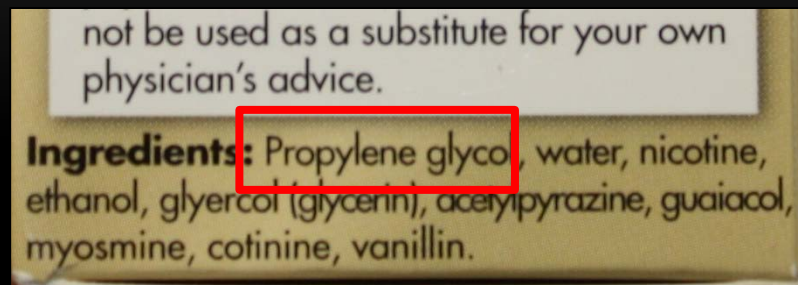 not be used as a substitute for your own
physician's advice.
Ingredients: Propylene glycol, water, nicotine,
ethanol, glyercol (glycerin), acetylpyrazine, guaiacol,
myosmine, cotinine, vanillin.